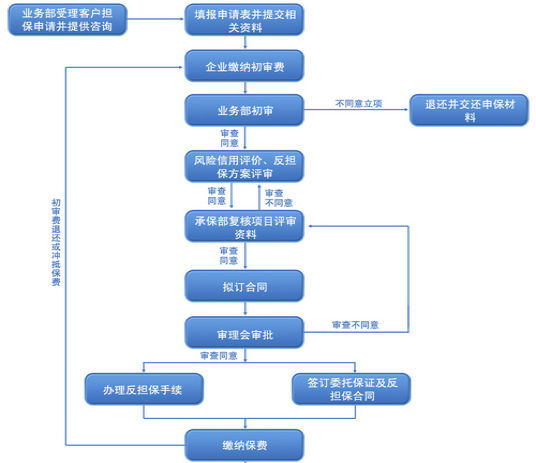 业务部受理客户担
保申请并提供咨询
填报申请表并提交相
关资料
企业缴纳初审费
业务部初审
不同意立项
退还并交还申保材
料
审查
同意
风险信用评价、反担
保方案评审
审查
同意
审查
不同意
承保部复核项目评审
资料
审查
同意
初审费退还或冲抵保费
拟订合同
审理会审批
审查不同意
审查同意
办理反担保手续
签订委托保证及反
担保合同
缴纳保费